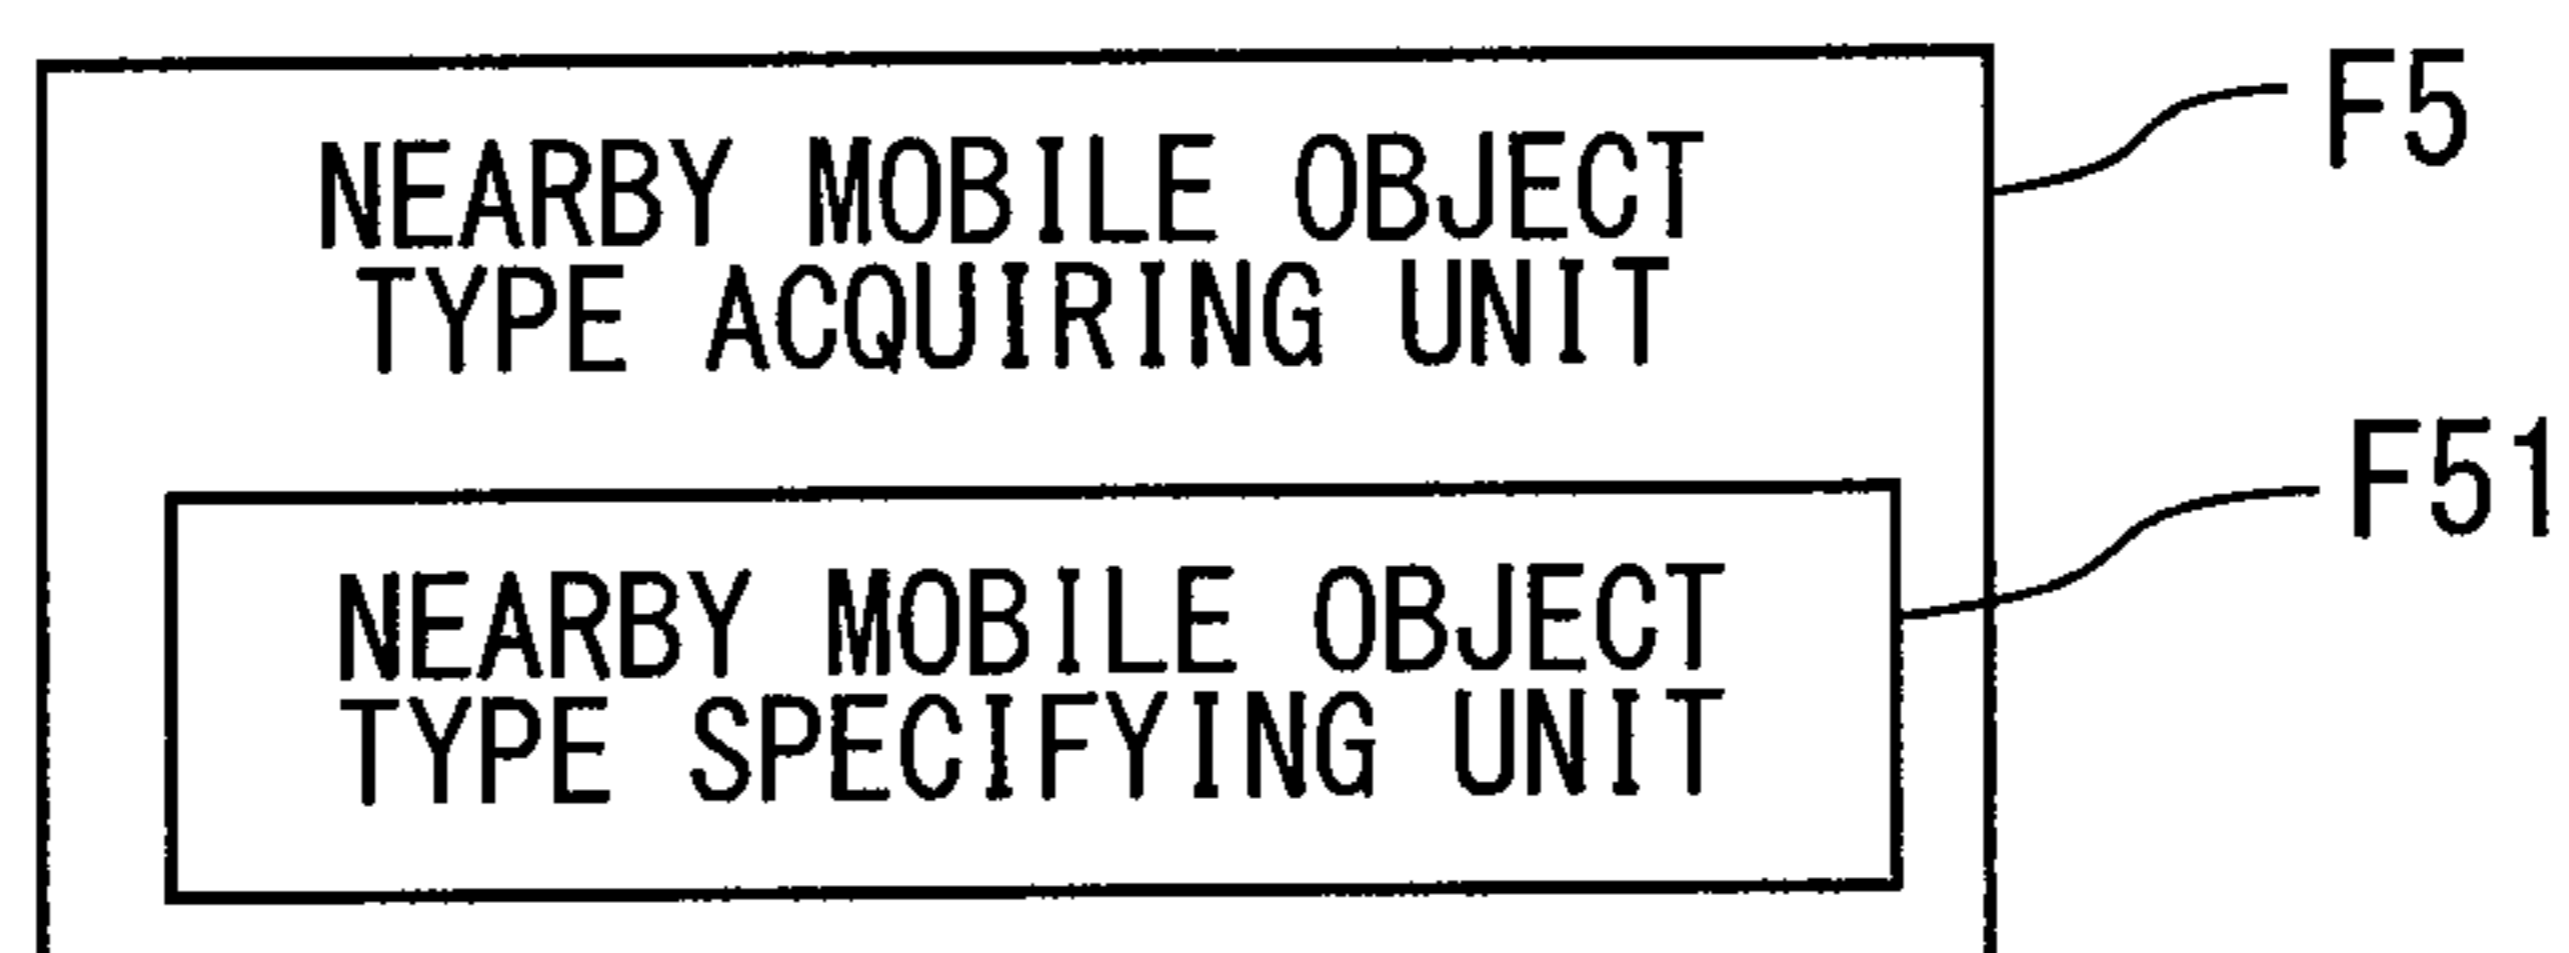 F5
NEARBY MOBILE OBJECT
TYPE ACQUIRING UNIT
F51
NEARBY MOBILE OBJECT
TYPE SPECIFYING UNIT